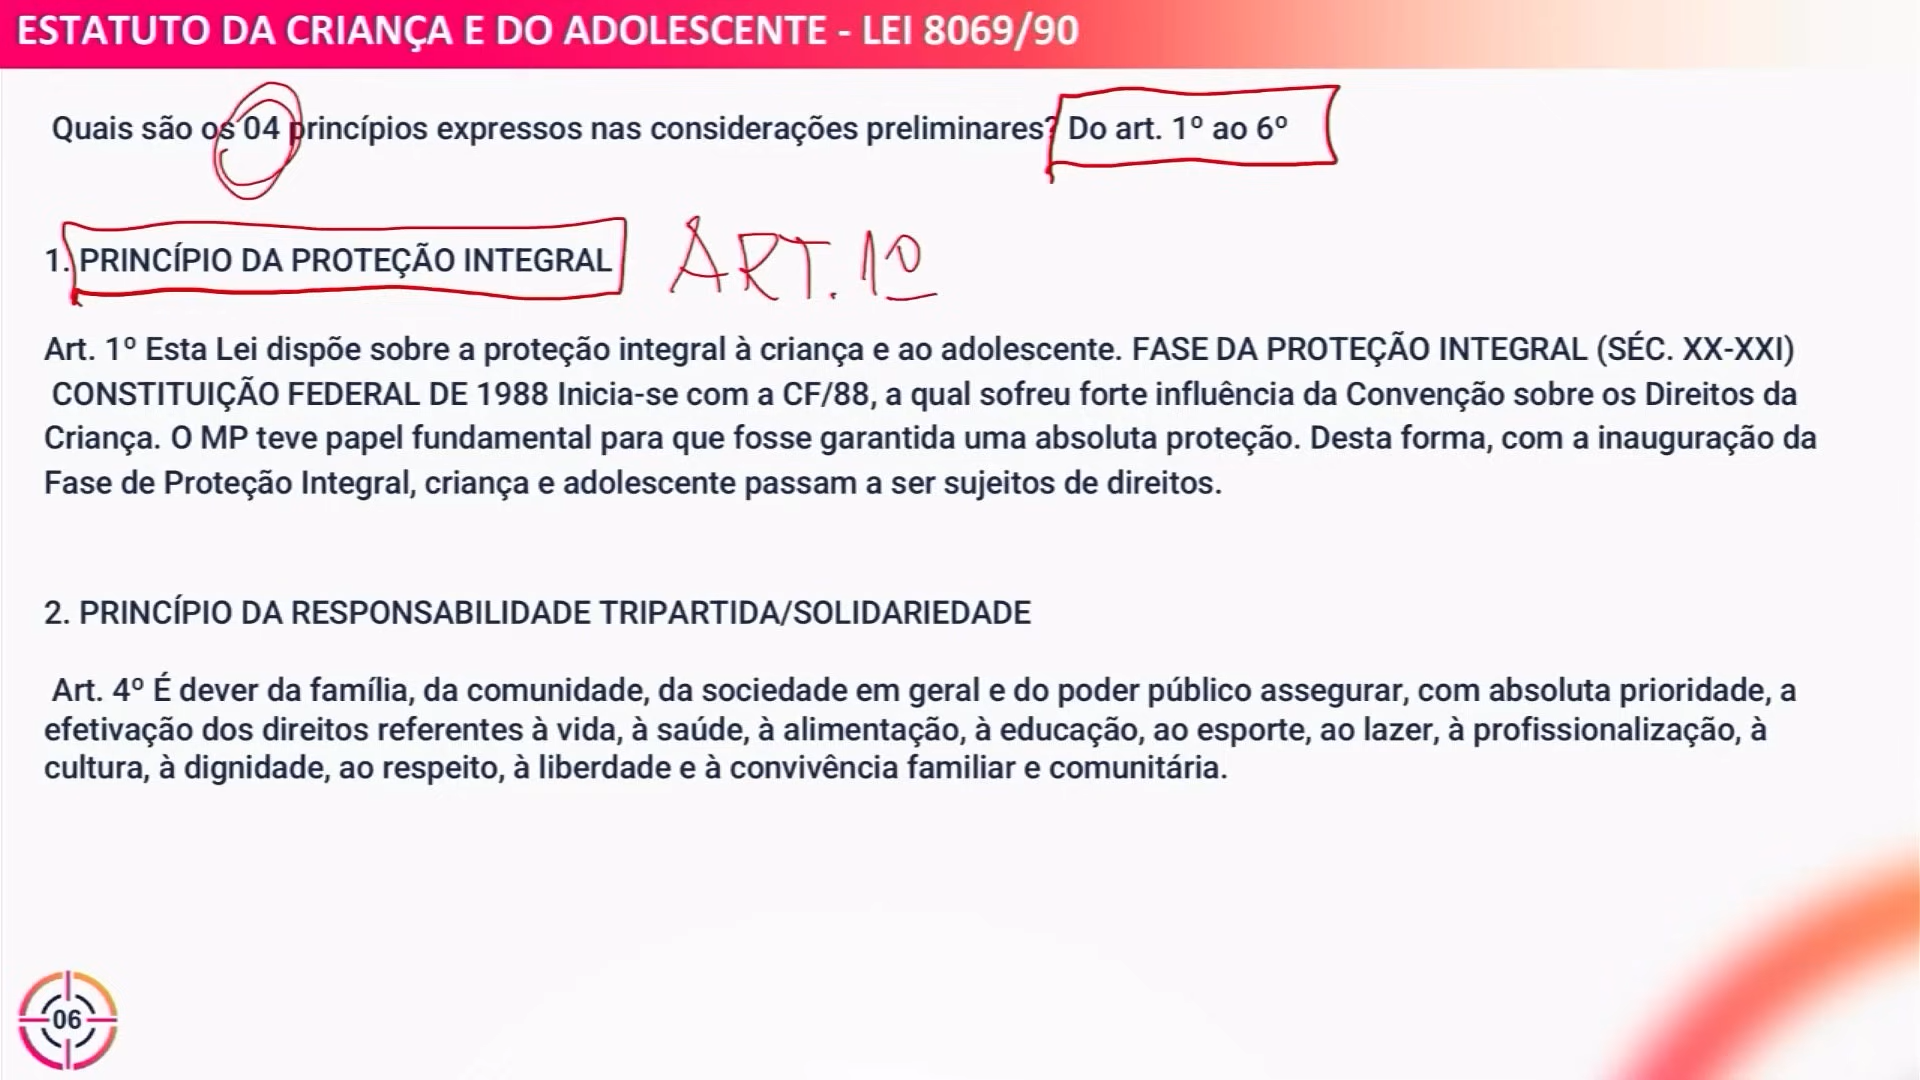 ESTATUTO DA CRIANÇA E DO ADOLESCENTE - LEI 8069/90
Quais são os 04 princípios expressos nas considerações preliminares? Do art. 1º ao 6º
1. PRINCÍPIO DA PROTEÇÃO INTEGRAL ART. 1º
Art. 1º Esta Lei dispõe sobre a proteção integral à criança e ao adolescente. FASE DA PROTEÇÃO INTEGRAL (SÉC. XX-XXI)
CONSTITUIÇÃO FEDERAL DE 1988 Inicia-se com a CF/88, a qual sofreu forte influência da Convenção sobre os Direitos da
Criança. O MP teve papel fundamental para que fosse garantida uma absoluta proteção. Desta forma, com a inauguração da
Fase de Proteção Integral, criança e adolescente passam a ser sujeitos de direitos.
2. PRINCÍPIO DA RESPONSABILIDADE TRIPARTIDA/SOLIDARIEDADE
Art. 4º É dever da família, da comunidade, da sociedade em geral e do poder público assegurar, com absoluta prioridade, a
efetivação dos direitos referentes à vida, à saúde, à alimentação, à educação, ao esporte, ao lazer, à profissionalização, à
cultura, à dignidade, ao respeito, à liberdade e à convivência familiar e comunitária.
06